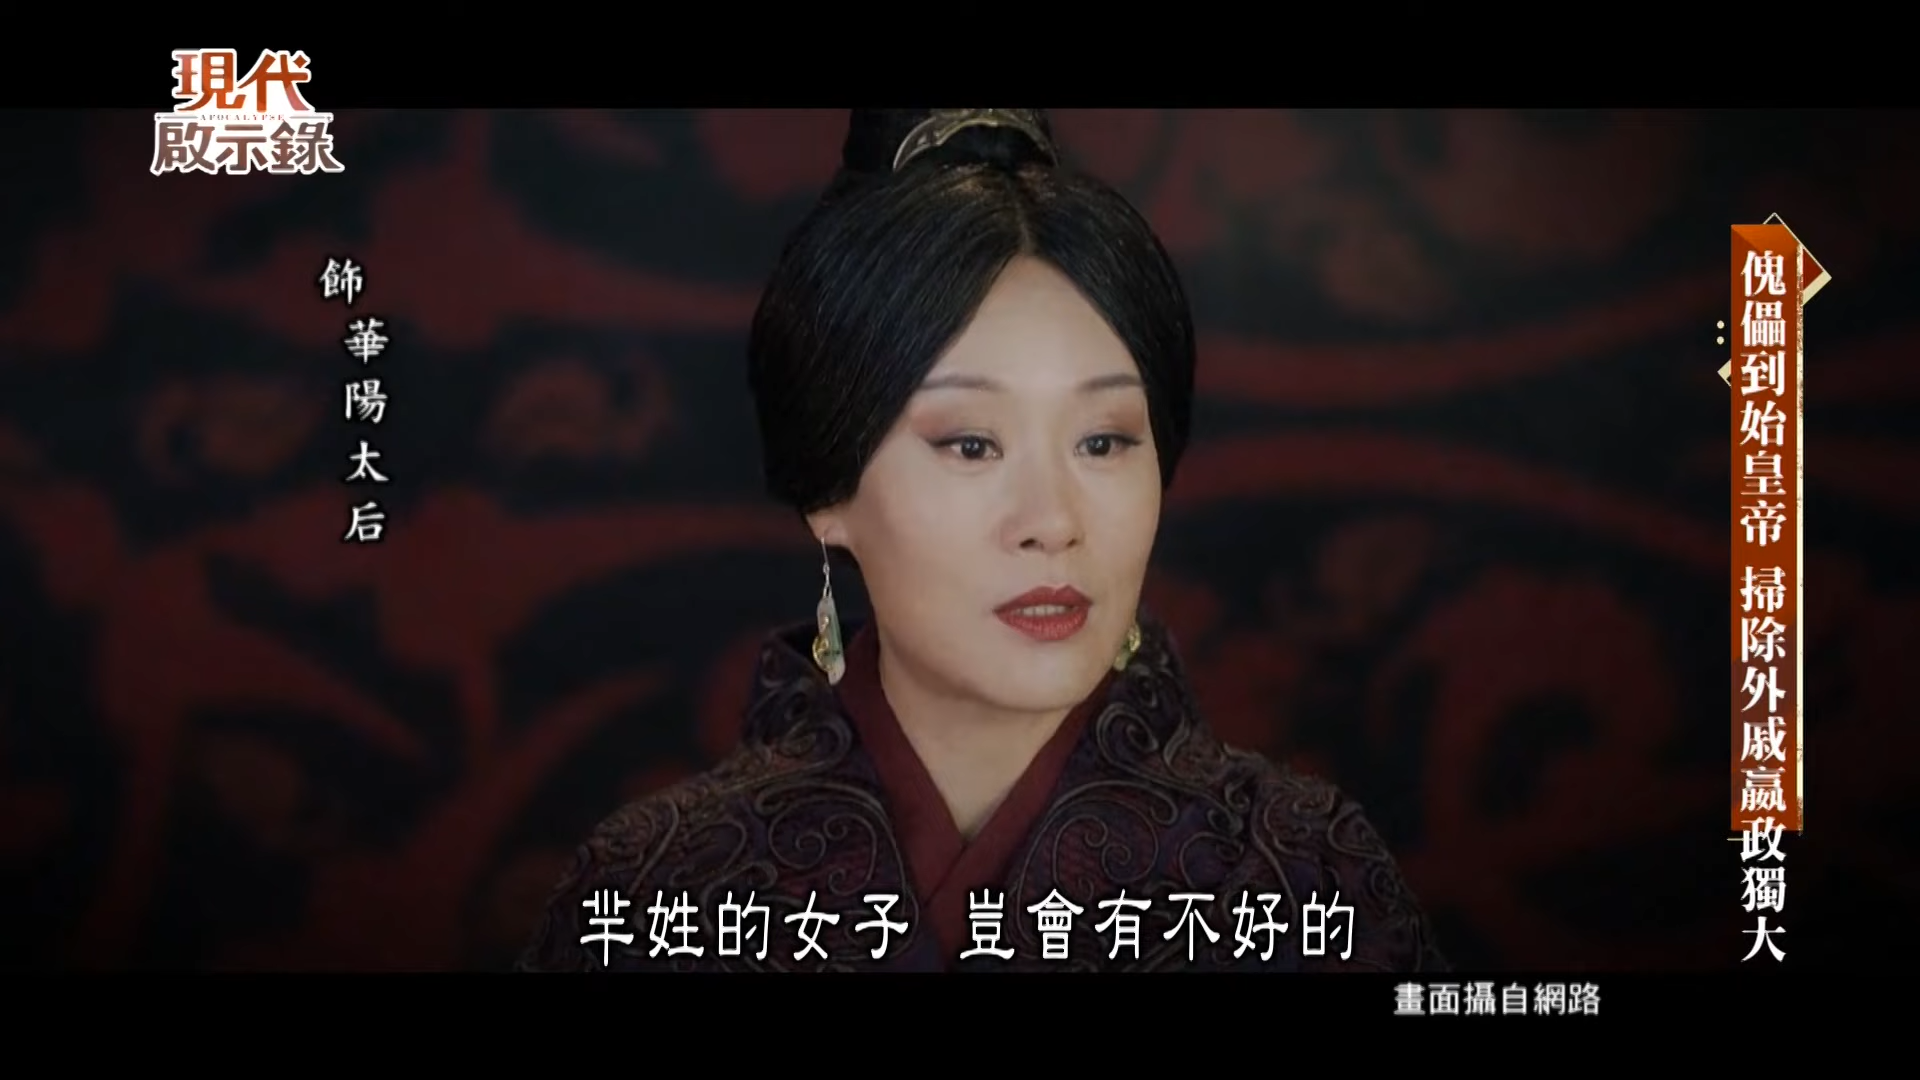 現代
APOCALYPSE
啟示錄
飾
華陽太后
傀儡到始皇帝 掃除外戚嬴政獨大
羋姓的女子 豈會有不好的
畫面攝自網路